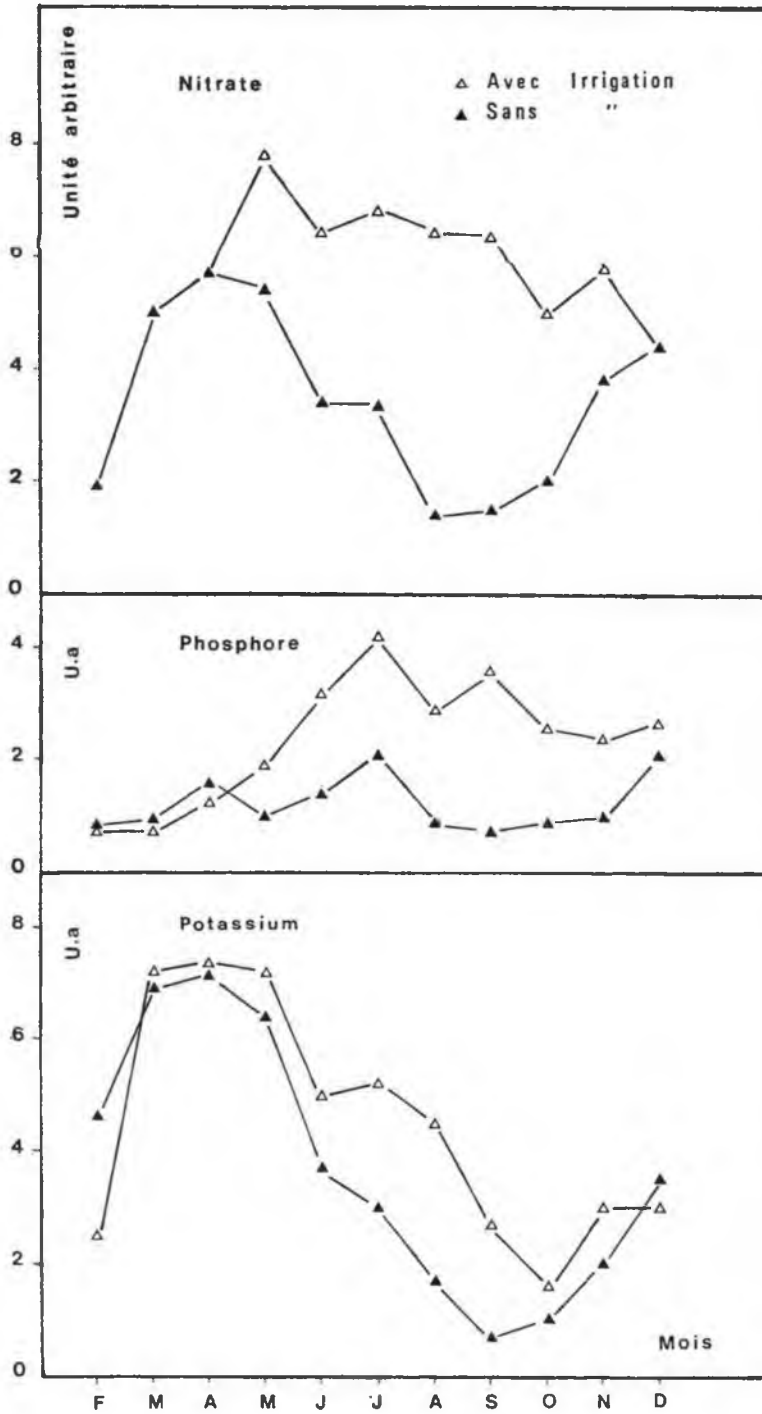 Nitrate
Unité arbitraire
△ Avec Irrigation
▲ Sans "
8
6
4
2
0
Phosphore
U.a
4
2
0
Potassium
U.a
8
6
4
2
0
Mois
F M A M J J A S O N D